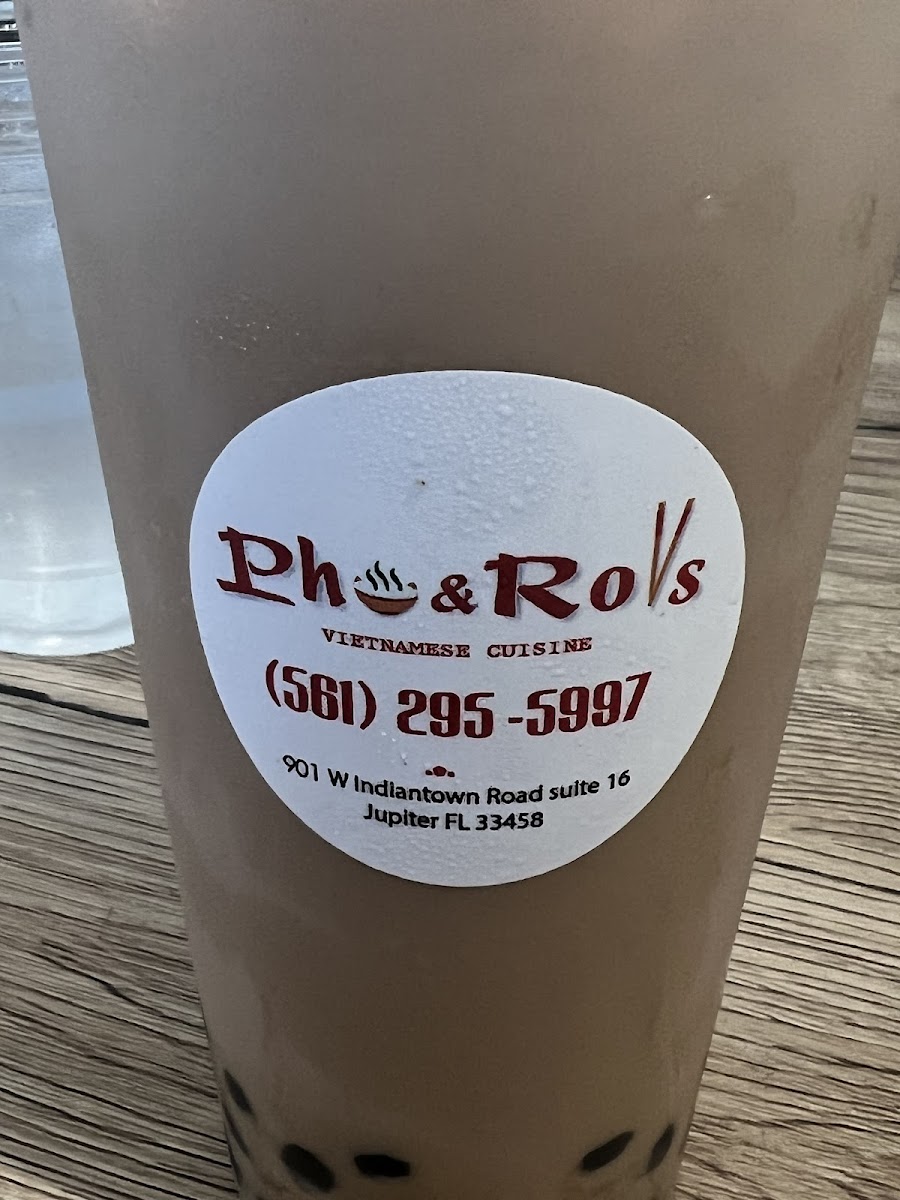 Pho & Rolls
VIETNAMESE CUISINE
(561) 295-5997
901 W Indiantown Road suite 16
Jupiter FL 33458